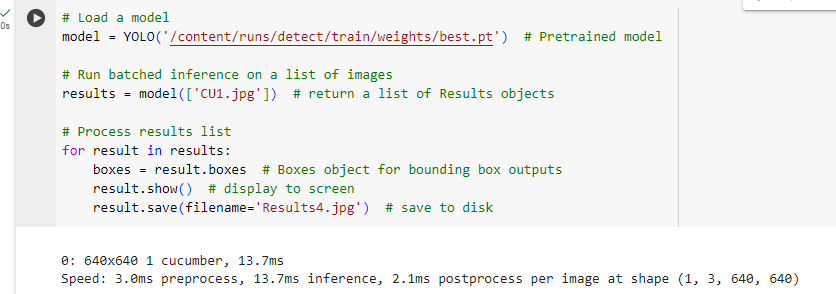 0s
# Load a model
model = YOLO('/content/runs/detect/train/weights/best.pt')  # Pretrained model
# Run batched inference on a list of images
results = model(['CU1.jpg'])  # return a list of Results objects
# Process results list
for result in results:
    boxes = result.boxes  # Boxes object for bounding box outputs
    result.show()  # display to screen
    result.save(filename='Results4.jpg')  # save to disk
0: 640x640 1 cucumber, 13.7ms
Speed: 3.0ms preprocess, 13.7ms inference, 2.1ms postprocess per image at shape (1, 3, 640, 640)